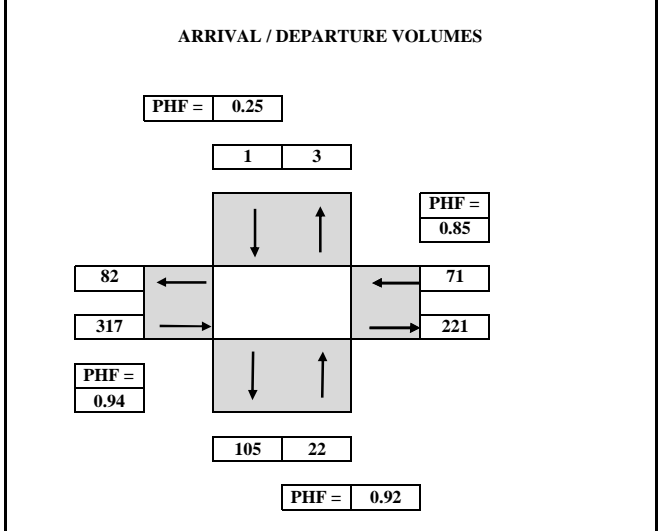 ARRIVAL / DEPARTURE VOLUMES
PHF = 0.25
1 3
PHF =
0.85
82 71
317 221
PHF =
0.94
105 22
PHF = 0.92